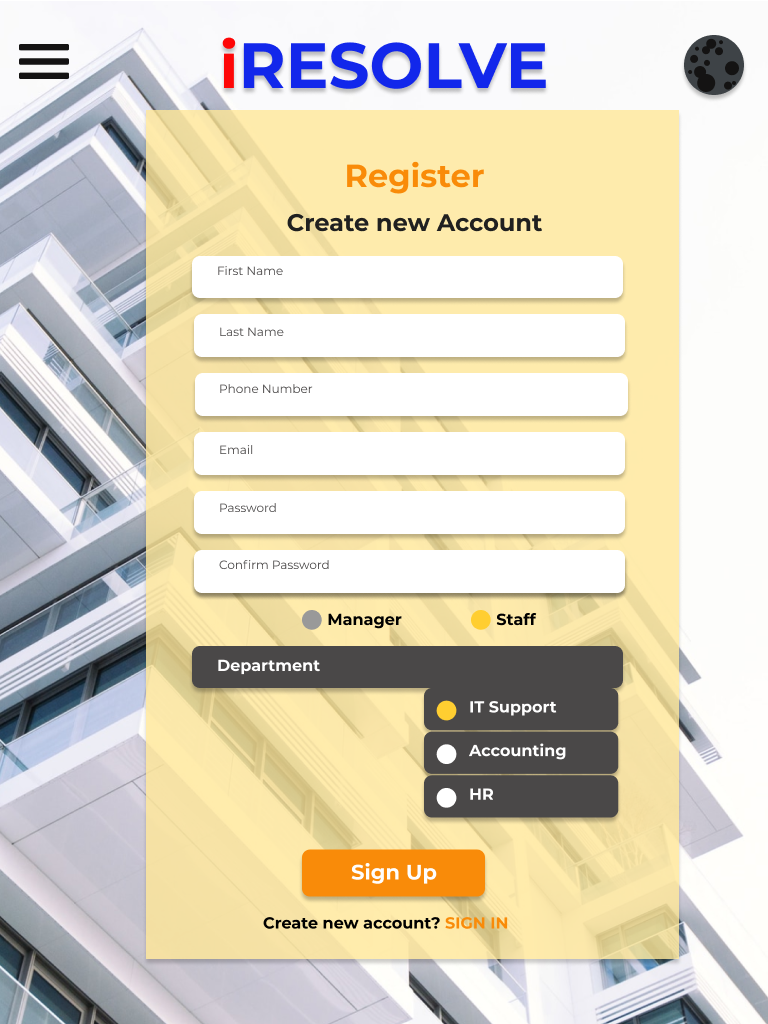 iRESOLVE
Register
Create new Account
First Name
Last Name
Phone Number
Email
Password
Confirm Password
Manager Staff
Department
IT Support
Accounting
HR
Sign Up
Create new account? SIGN IN